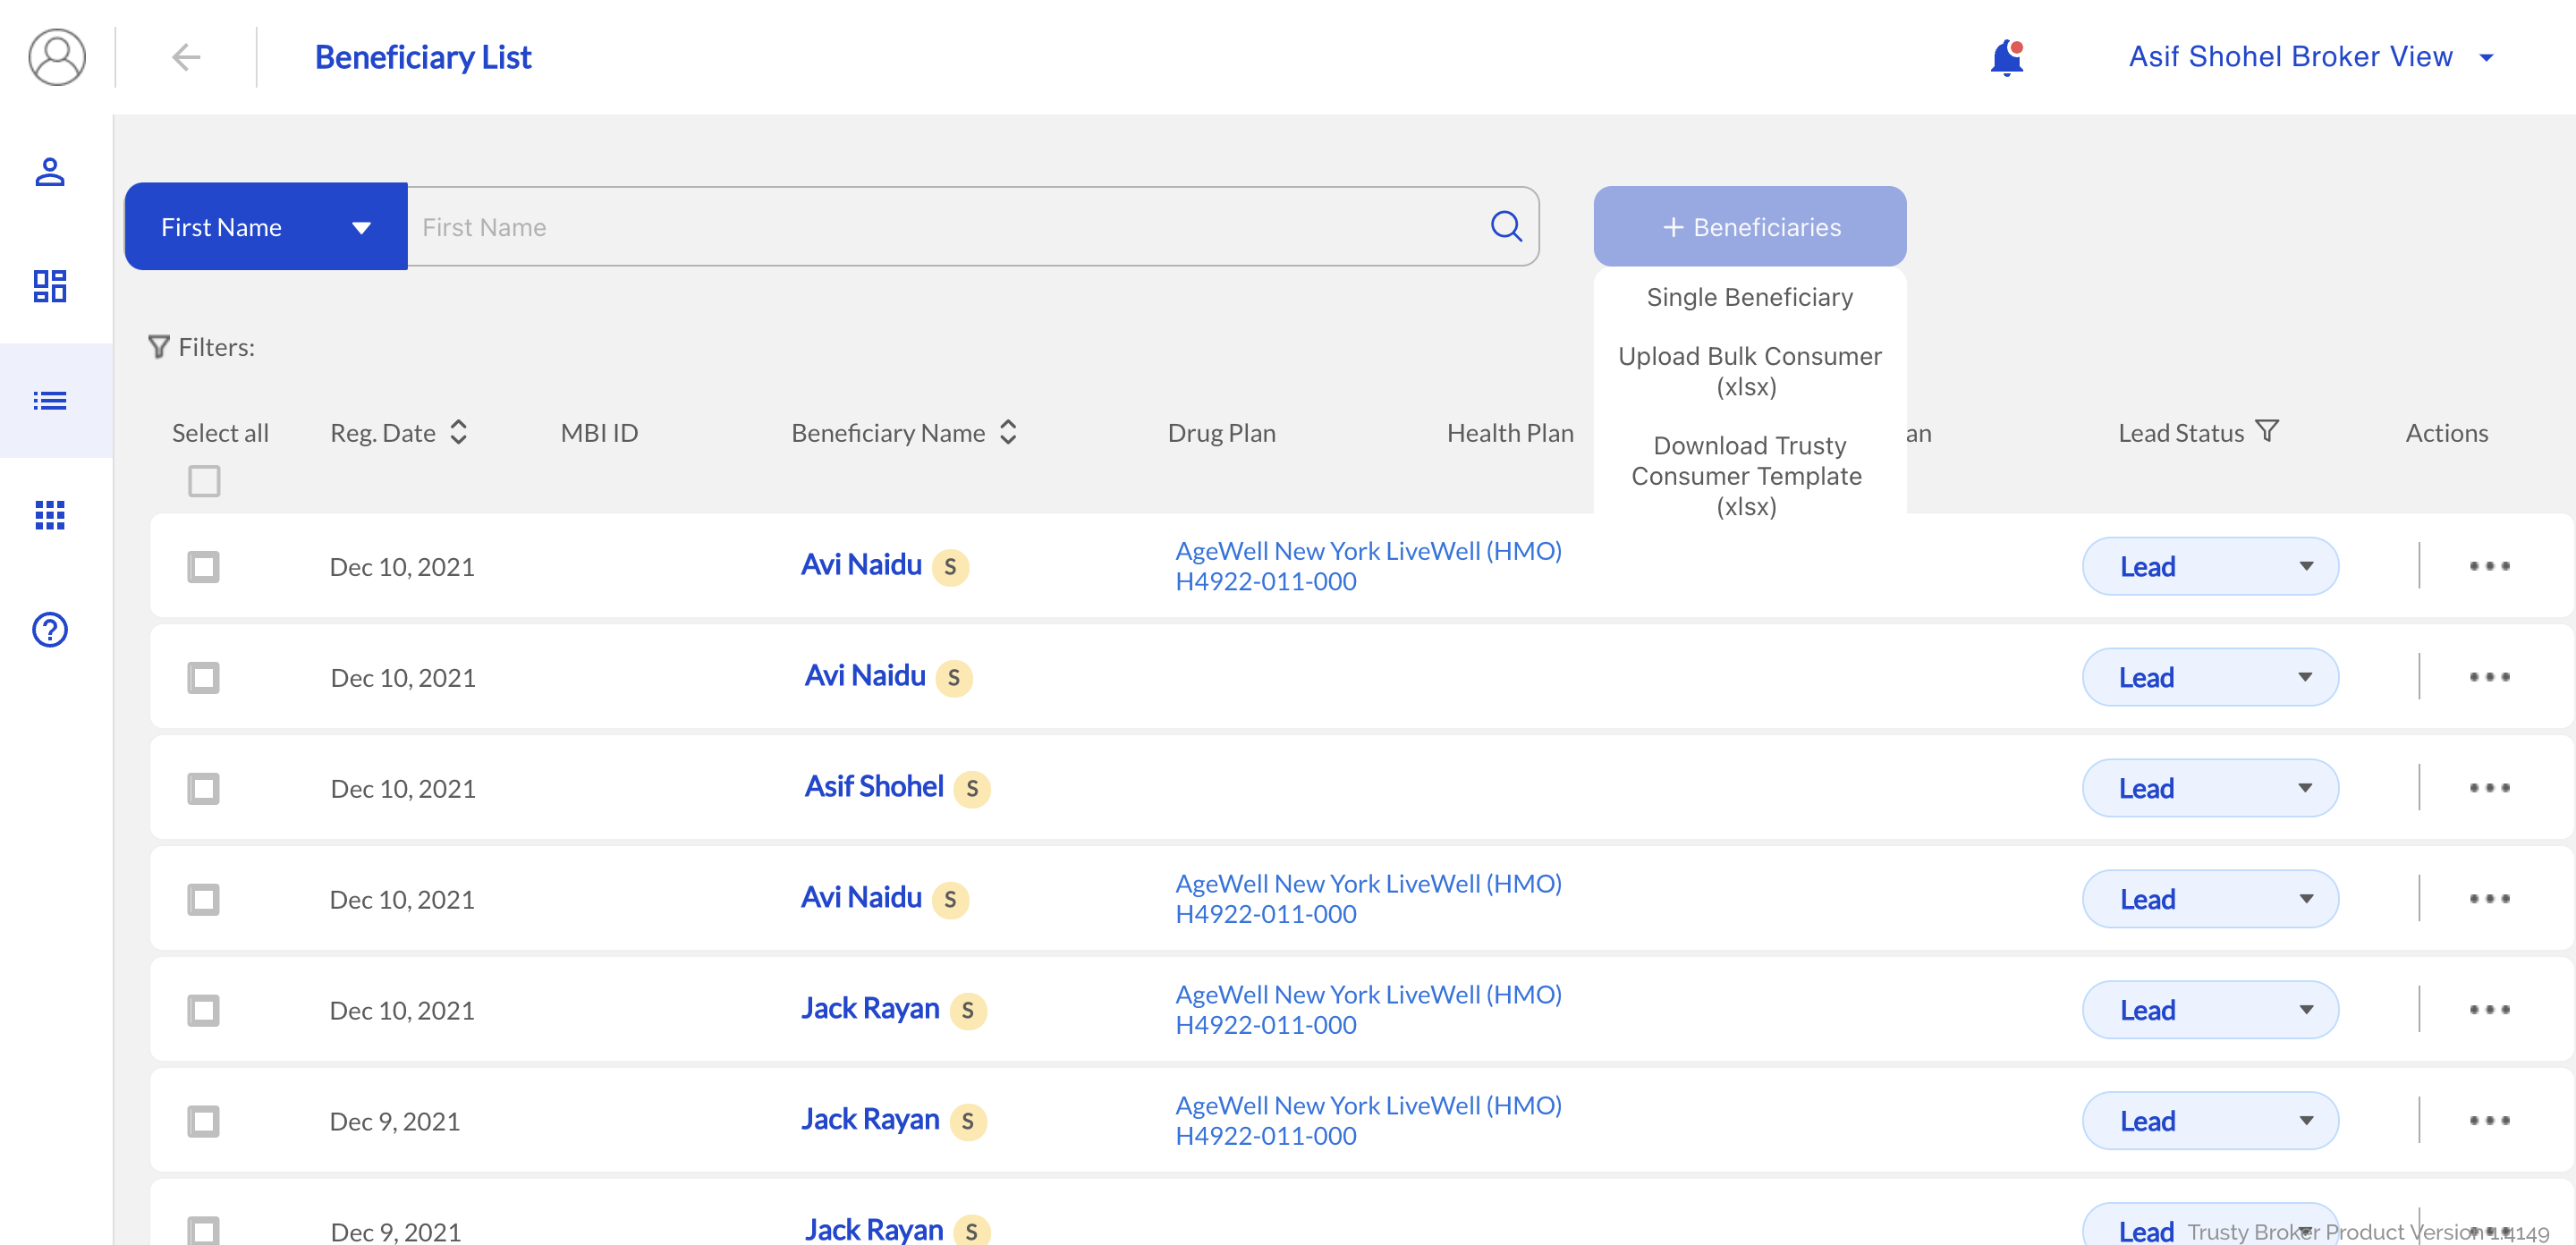 Beneficiary List
Asif Shohel Broker View
First Name
First Name
+ Beneficiaries
Single Beneficiary
Upload Bulk Consumer
(xlsx)
Download Trusty
Consumer Template
(xlsx)
Filters:
Select all Reg. Date MBI ID Beneficiary Name Drug Plan Health Plan an Lead Status Actions
Dec 10, 2021 Avi Naidu S AgeWell New York LiveWell (HMO) Lead
H4922-011-000
Dec 10, 2021 Avi Naidu S Lead
Dec 10, 2021 Asif Shohel S Lead
Dec 10, 2021 Avi Naidu S AgeWell New York LiveWell (HMO) Lead
H4922-011-000
Dec 10, 2021 Jack Rayan S AgeWell New York LiveWell (HMO) Lead
H4922-011-000
Dec 9, 2021 Jack Rayan S AgeWell New York LiveWell (HMO) Lead
H4922-011-000
Dec 9, 2021 Jack Rayan S Lead
Trusty Broker Product Version 1.4149